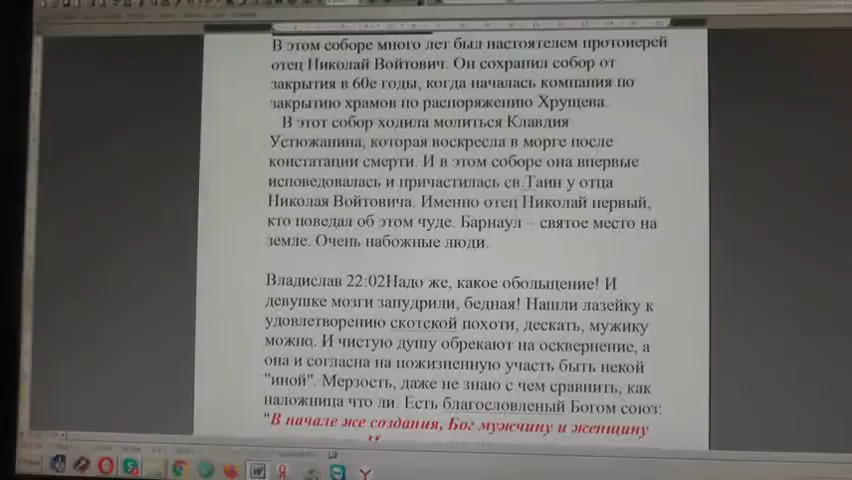 В этом соборе много лет был настоятелем протоиерей
отец Николай Войтович. Он сохранил собор от
закрытия в 60е годы, когда началась компания по
закрытию храмов по распоряжению Хрущева.
В этот собор ходила молиться Клавдия
Устюжанина, которая воскресла в морге после
констатации смерти. И в этом соборе она впервые
исповедовалась и причастилась св.Таин у отца
Николая Войтовича. Именно отец Николай первый,
кто поведал об этом чуде. Барнаул – святое место на
земле. Очень набожные люди.
Владислав 22:02Надо же, какое обольщение! И
девушке мозги запудрили, бедная! Нашли лазейку к
удовлетворению скотской похоти, дескать, мужику
можно. И чистую душу обрекают на осквернение, а
она и согласна на пожизненную участь быть некой
"иной". Мерзость, даже не знаю с чем сравнить, как
наложница что ли. Есть благословленый Богом союз:
"В начале же создания, Бог мужчину и женщину